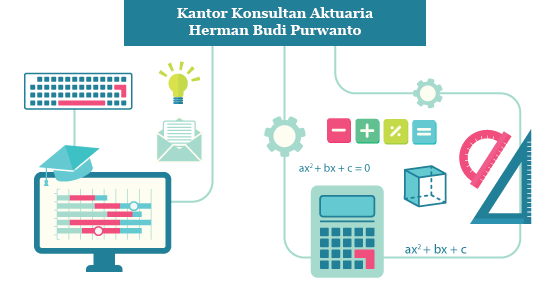 Kantor Konsultan Aktuaria
Herman Budi Purwanto
− + % =
ax² + bx + c = 0
ax² + bx + c